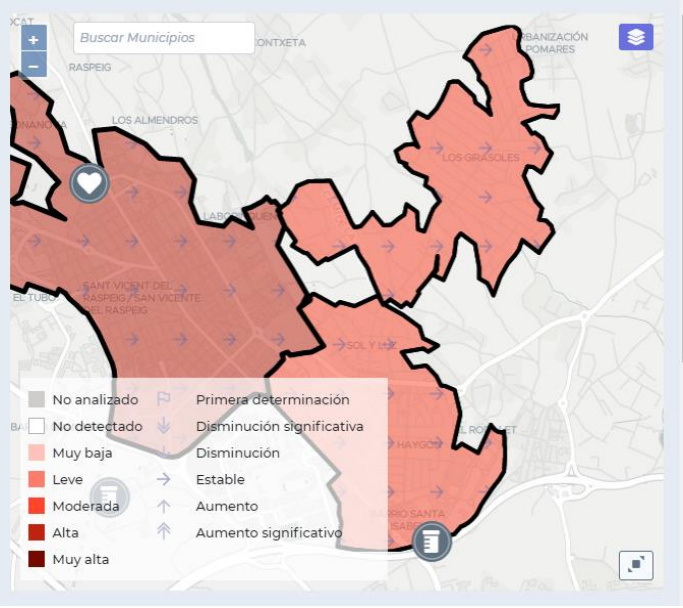 +
Buscar Municipios
URBANIZACIÓN
POMARES
−
RASPEIG
LOS ALMENDROS
LOS GIRASOLES
SANT VICENT DEL
RASPEIG / SAN VICENTE
DEL RASPEIG
EL TUBO
SOL Y LUZ
No analizado
Primera determinación
No detectado
Disminución significativa
Muy baja
Disminución
Leve
Estable
HAYGON
Moderada
Aumento
BARRIO SANTA
ISABEL
Alta
Aumento significativo
Muy alta